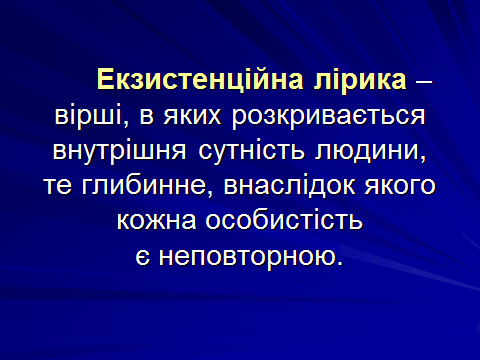 Екзистенційна лірика –
вірші, в яких розкривається
внутрішня сутність людини,
те глибинне, внаслідок якого
кожна особистість
є неповторною.